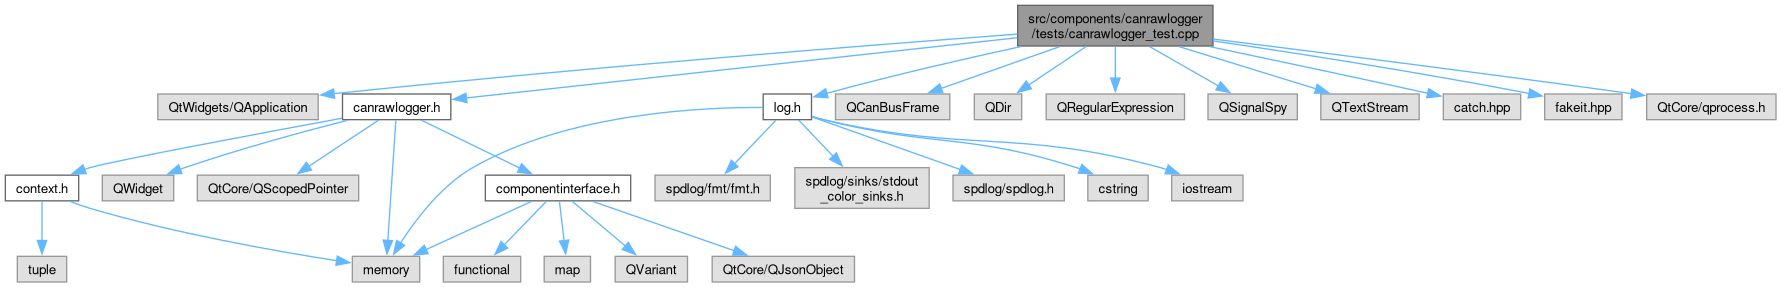 src/components/canrawlogger
/tests/canrawlogger_test.cpp
QtWidgets/QApplication
canrawlogger.h
log.h
QCanBusFrame
QDir
QRegularExpression
QSignalSpy
QTextStream
catch.hpp
fakeit.hpp
QtCore/qprocess.h
context.h
QWidget
QtCore/QScopedPointer
componentinterface.h
spdlog/fmt/fmt.h
spdlog/sinks/stdout
_color_sinks.h
spdlog/spdlog.h
cstring
iostream
tuple
memory
functional
map
QVariant
QtCore/QJsonObject